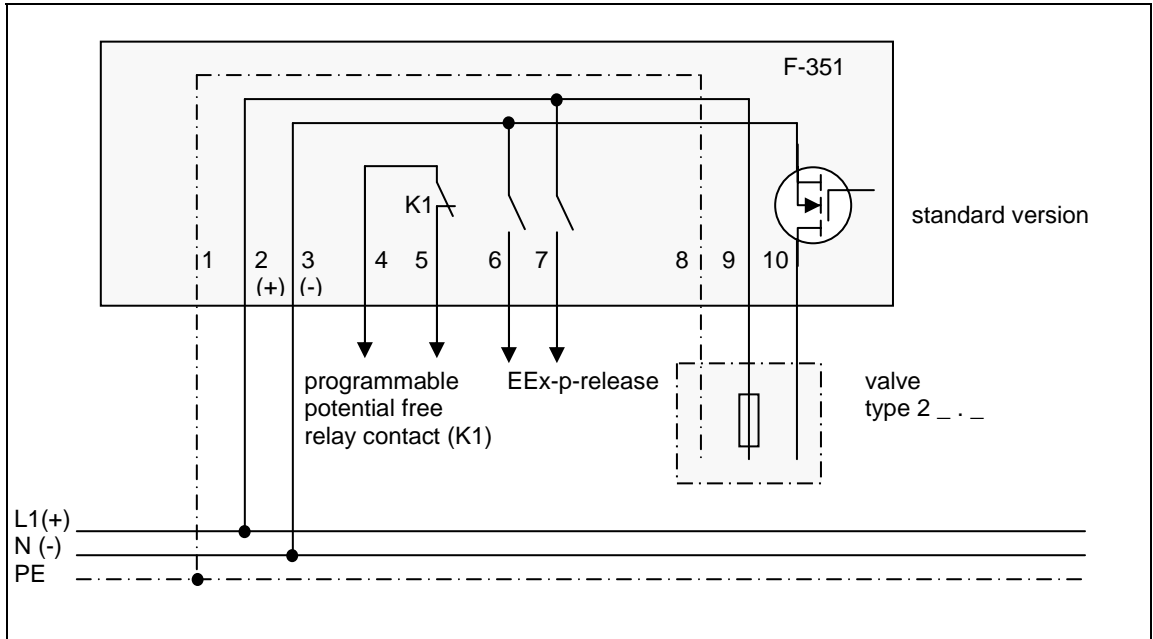 F-351
K1
standard version
1 2 3 4 5 6 7 8 9 10
(+) (-)
programmable
potential free
relay contact (K1)
EEx-p-release
valve
type 2 _ . _
L1(+)
N (-)
PE